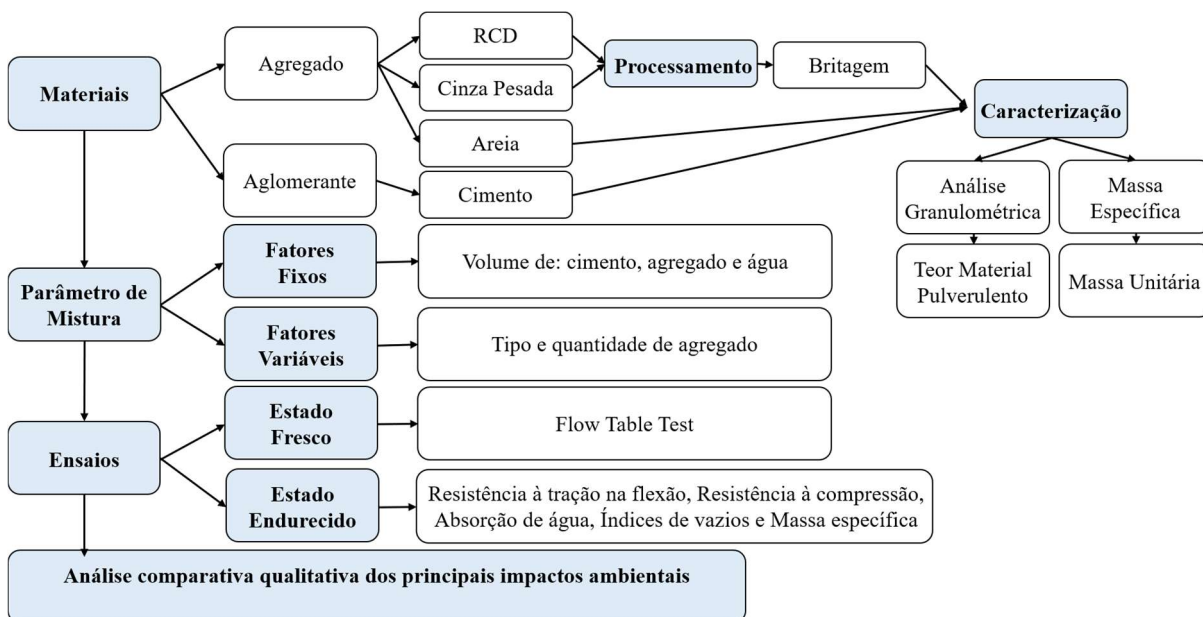 Materiais
Agregado
RCD
Cinza Pesada
Areia
Processamento
Britagem
Caracterização
Aglomerante
Cimento
Análise
Granulométrica
Massa
Específica
Teor Material
Pulverulento
Massa Unitária
Parâmetro de
Mistura
Fatores
Fixos
Volume de: cimento, agregado e água
Fatores
Variáveis
Tipo e quantidade de agregado
Ensaios
Estado
Fresco
Flow Table Test
Estado
Endurecido
Resistência à tração na flexão, Resistência à compressão,
Absorção de água, Índices de vazios e Massa específica
Análise comparativa qualitativa dos principais impactos ambientais